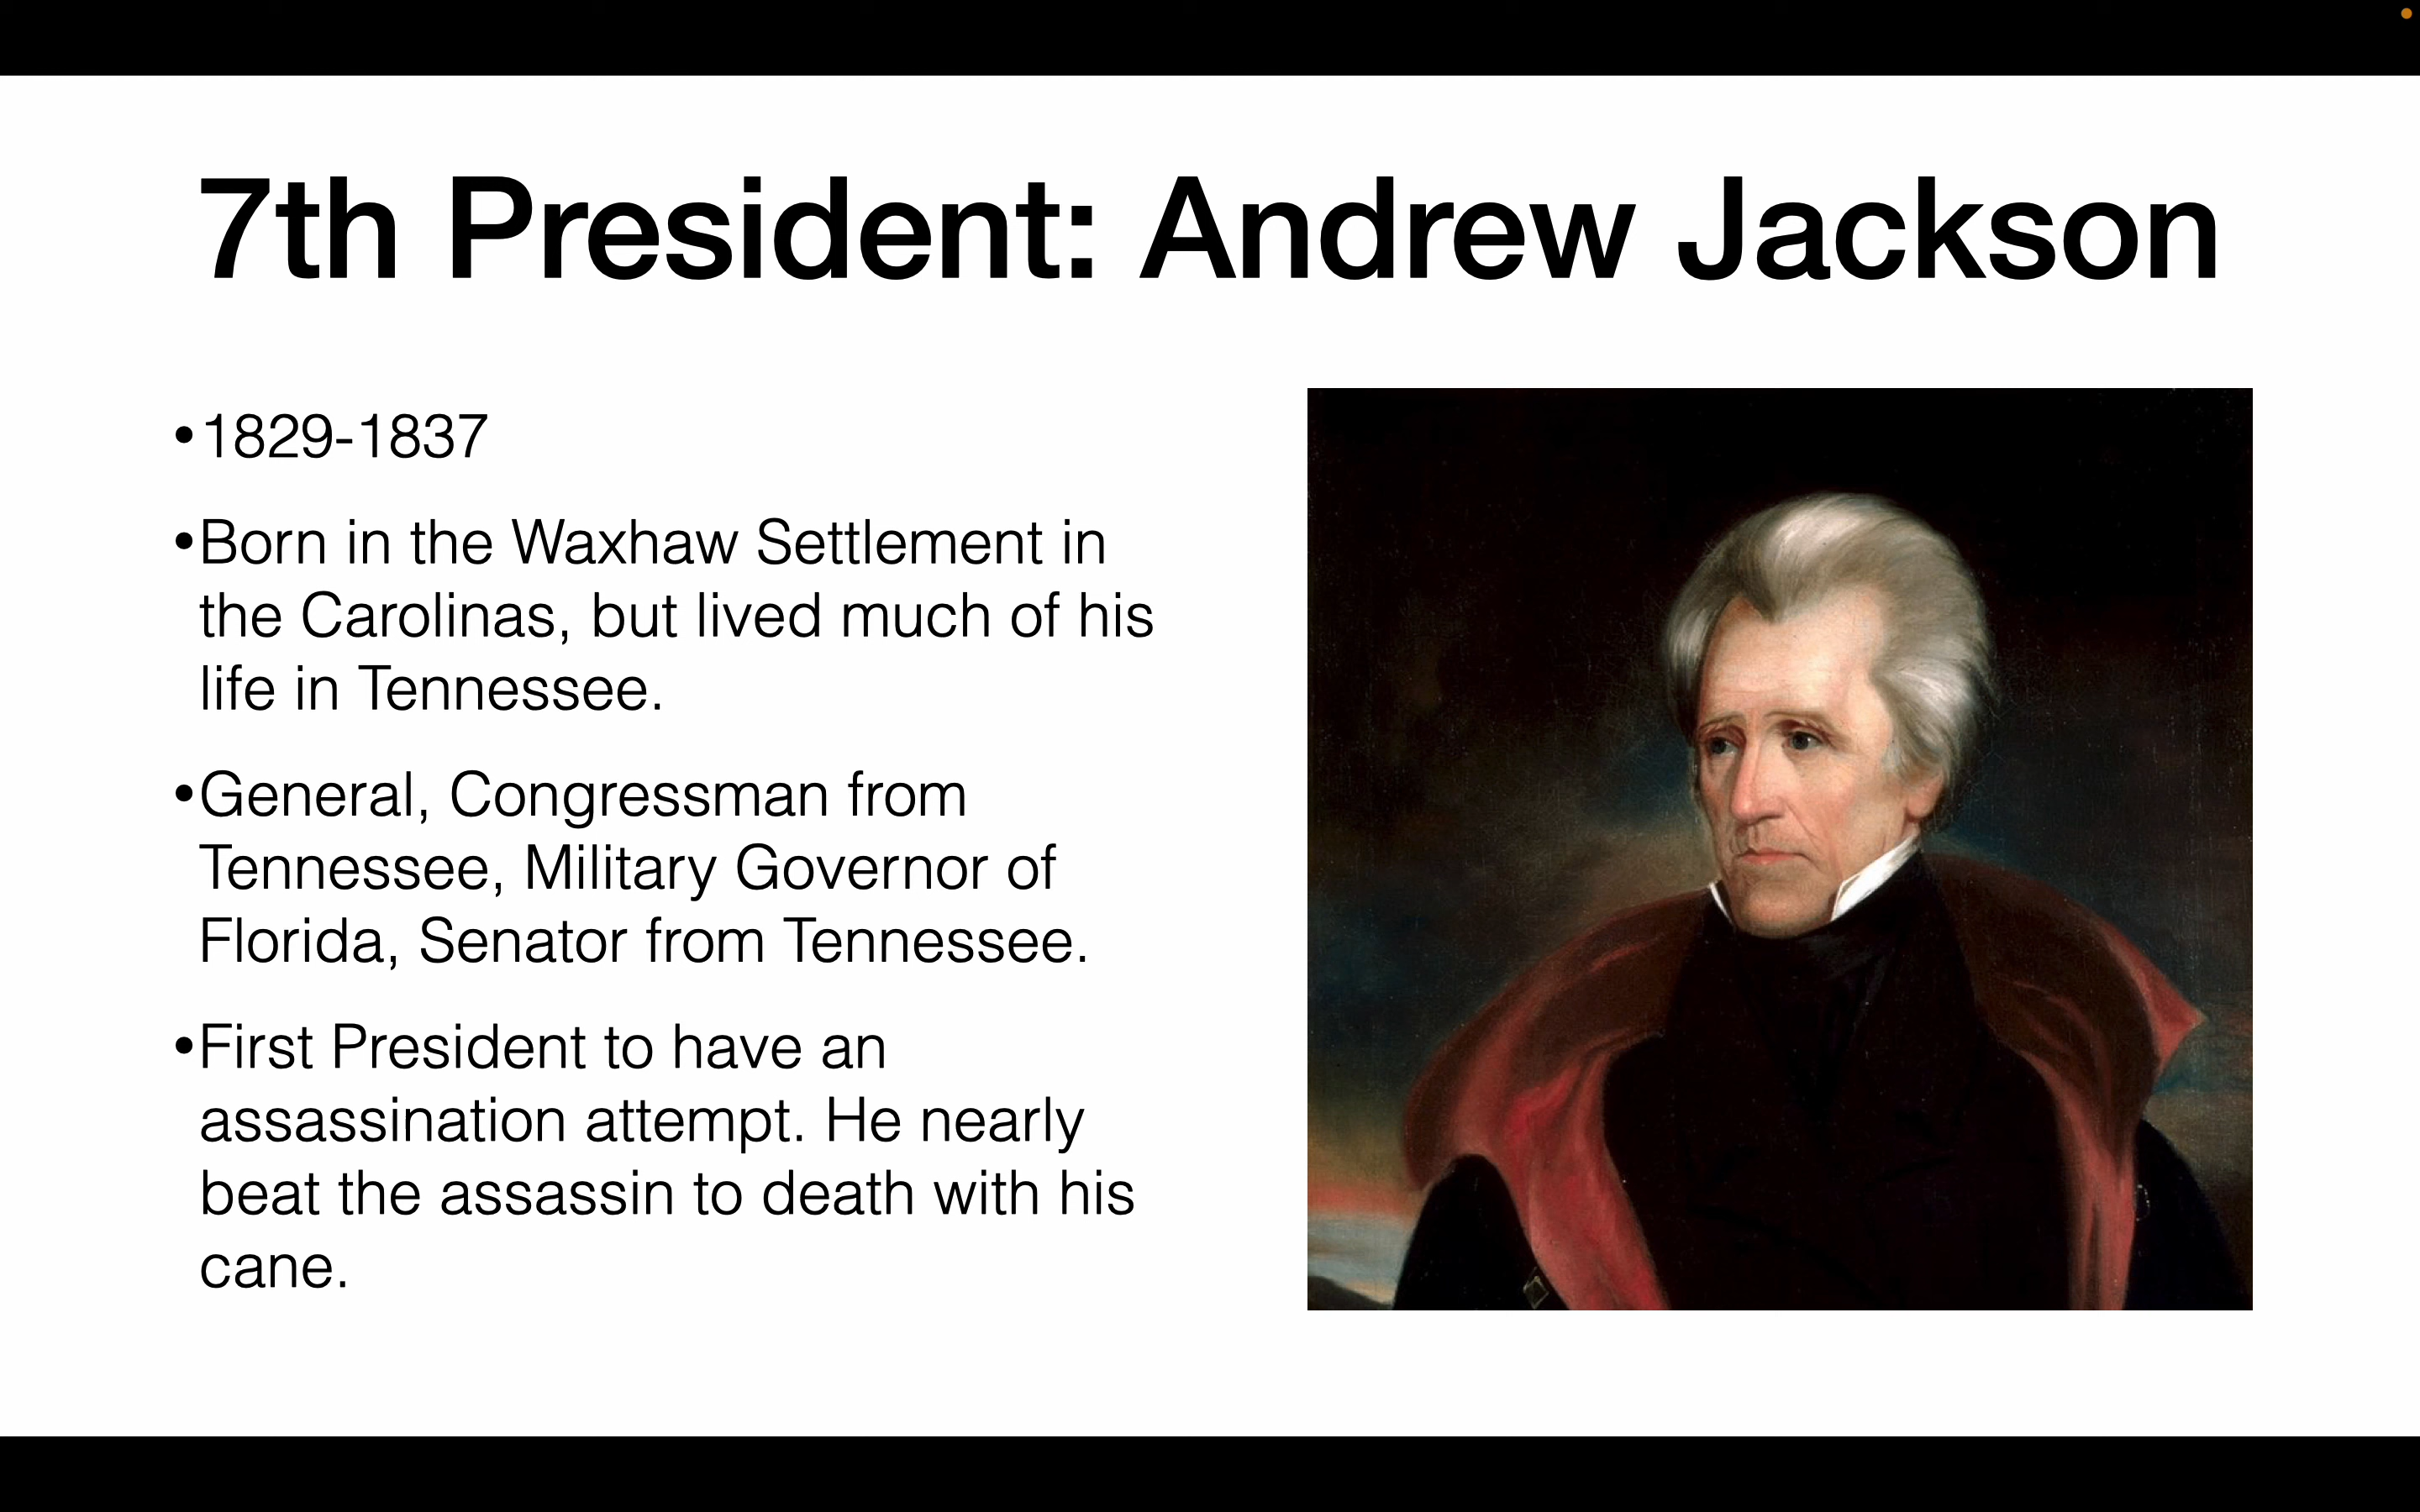 7th President: Andrew Jackson
•1829-1837
•Born in the Waxhaw Settlement in
the Carolinas, but lived much of his
life in Tennessee.
•General, Congressman from
Tennessee, Military Governor of
Florida, Senator from Tennessee.
•First President to have an
assassination attempt. He nearly
beat the assassin to death with his
cane.